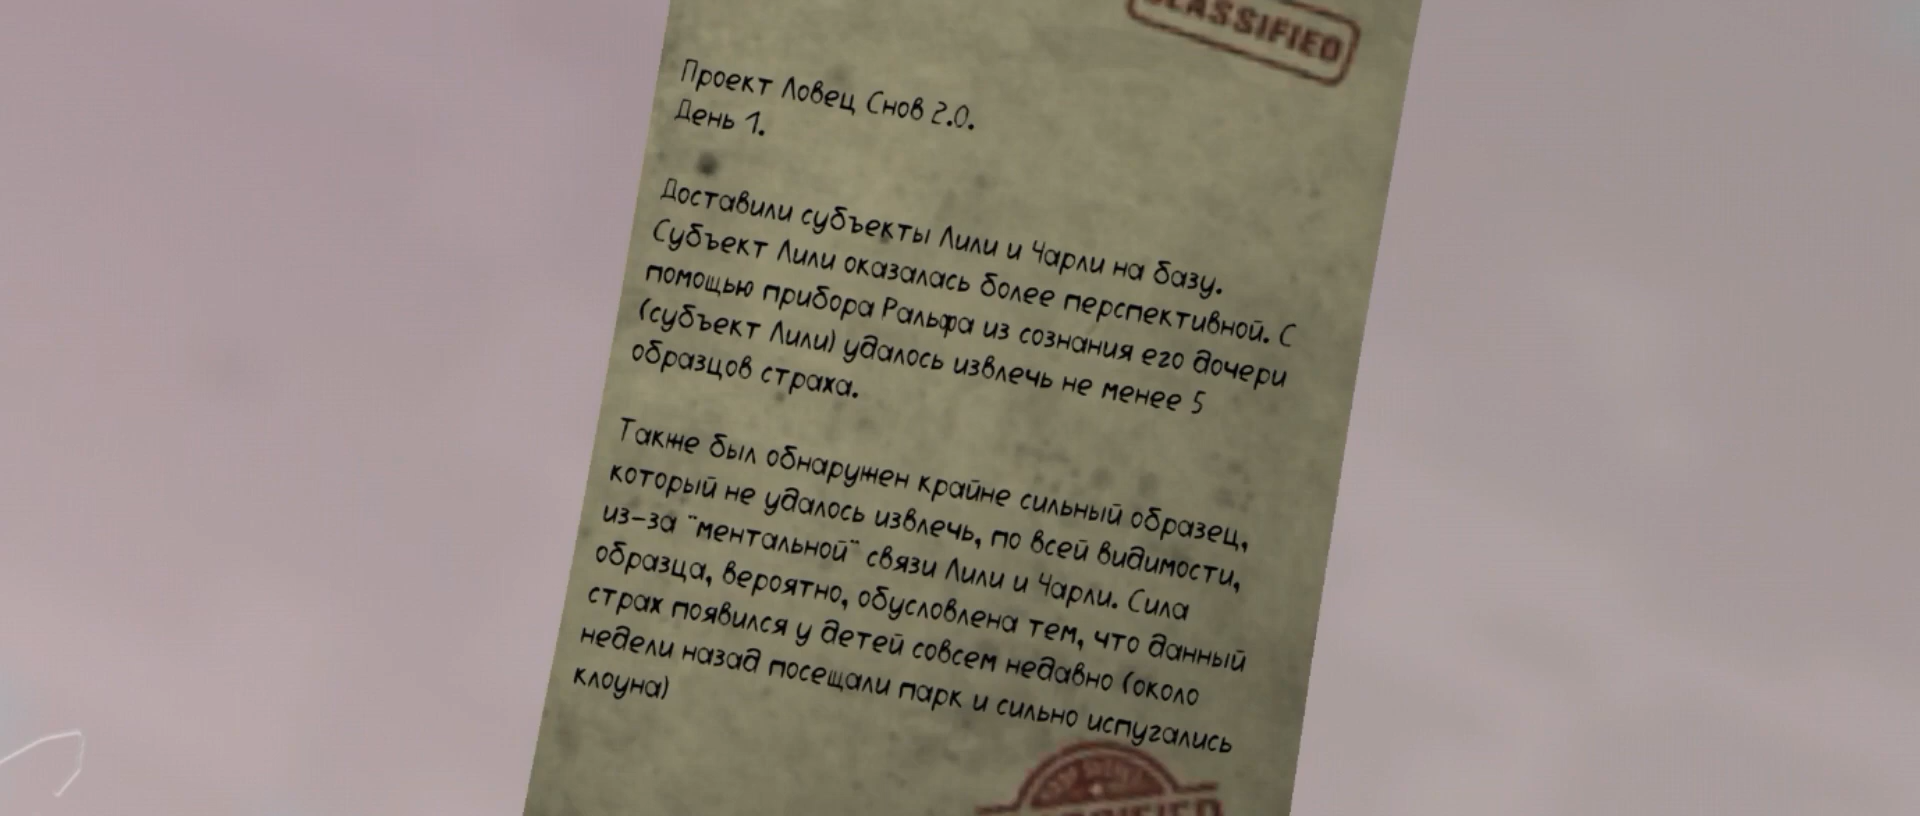 CLASSIFIED
Проект Ловец Снов 2.0.
День 1.
Доставили субъекты Лили и Чарли на базу.
Субъект Лили оказалась более перспективной. С
помощью прибора Ральфа из сознания его дочери
(субъект Лили) удалось извлечь не менее 5
образцов страха.
Также был обнаружен крайне сильный образец,
который не удалось извлечь, по всей видимости,
из-за "ментальной" связи Лили и Чарли. Сила
образца, вероятно, обусловлена тем, что данный
страх появился у детей совсем недавно (около
недели назад посещали парк и сильно испугались
клоуна)